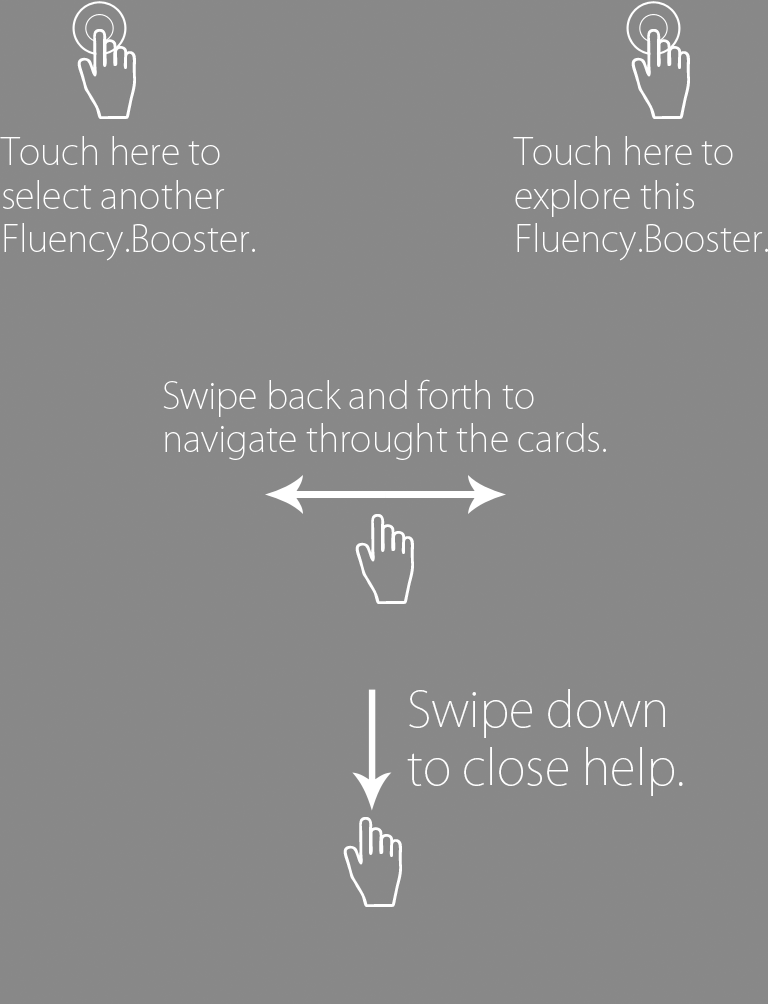 Touch here to
select another
Fluency.Booster.
Touch here to
explore this
Fluency.Booster.
Swipe back and forth to
navigate throught the cards.
Swipe down
to close help.